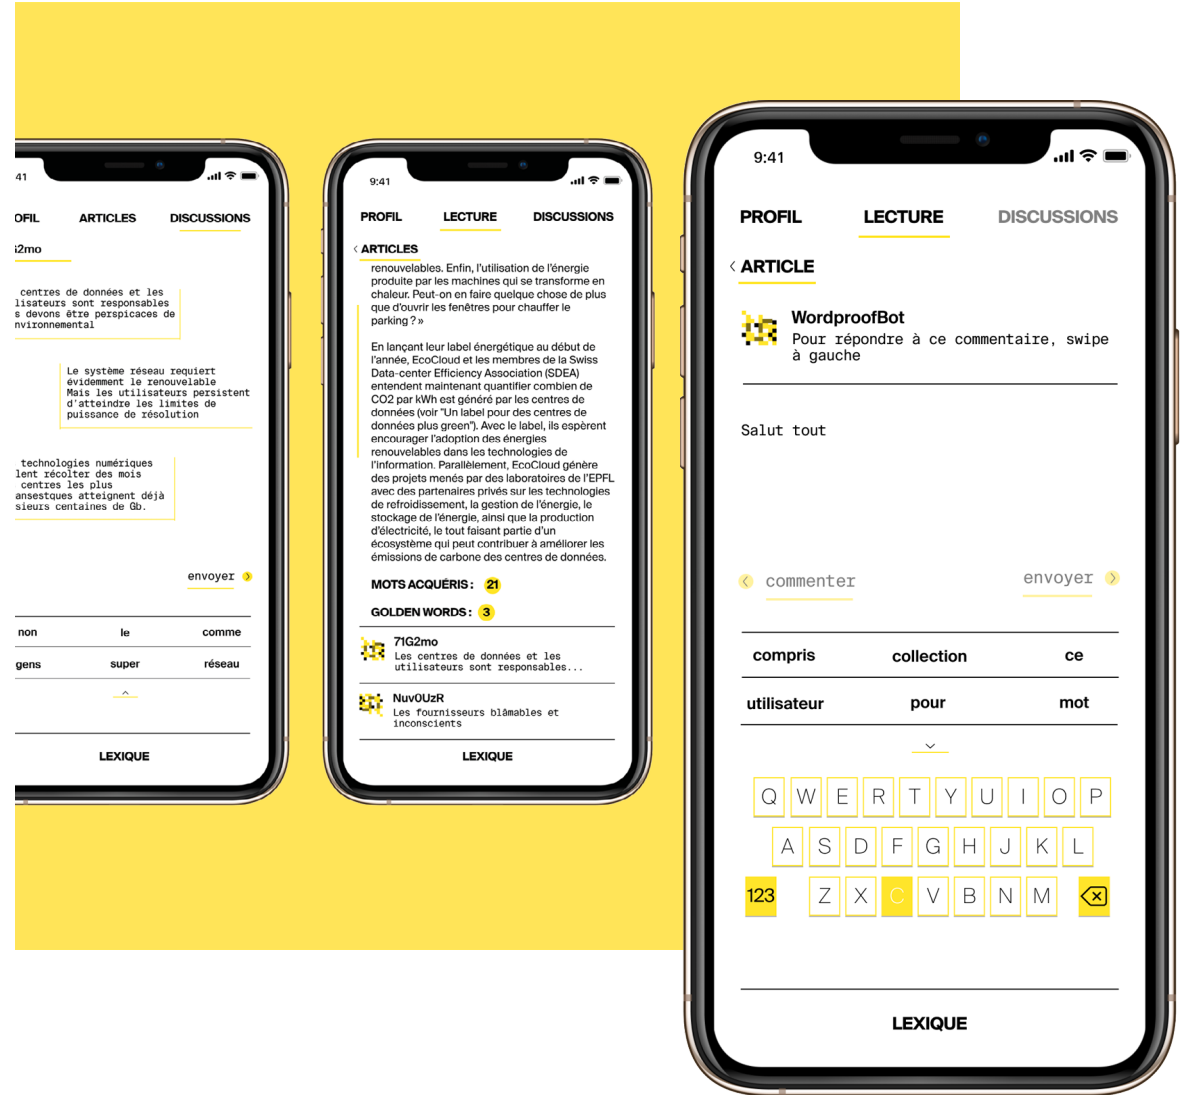 41
OFIL ARTICLES DISCUSSIONS
G2mo
centres de données et les
lisateurs sont responsables
s devons être perspicaces de
nvironnemental
Le système réseau requiert
évidemment le renouvelable
Mais les utilisateurs persistent
d'atteindre les limites de
puissance de résolution
technologies numériques
lent récolter des mois
centres les plus
ansestques atteignent déjà
sieurs centaines de Gb.
envoyer
non le comme
gens super réseau
LEXIQUE
9:41
PROFIL LECTURE DISCUSSIONS
< ARTICLES
renouvelables. Enfin, l'utilisation de l'énergie
produite par les machines qui se transforme en
chaleur. Peut-on en faire quelque chose de plus
que d'ouvrir les fenêtres pour chauffer le
parking ? »
En lançant leur label énergétique au début de
l'année, EcoCloud et les membres de la Swiss
Data-center Efficiency Association (SDEA)
entendent maintenant quantifier combien de
CO2 par kWh est généré par les centres de
données (voir "Un label pour des centres de
données plus green"). Avec le label, ils espèrent
encourager l'adoption des énergies
renouvelables dans les technologies de
l'information. Parallèlement, EcoCloud génère
des projets menés par des laboratoires de l'EPFL
avec des partenaires privés sur les technologies
de refroidissement, la gestion de l'énergie, le
stockage de l'énergie, ainsi que la production
d'électricité, le tout faisant partie d'un
écosystème qui peut contribuer à améliorer les
émissions de carbone des centres de données.
MOTS ACQUÉRIS : 21
GOLDEN WORDS : 3
71G2mo
Les centres de données et les
utilisateurs sont responsables...
Nuv0UzR
Les fournisseurs blâmables et
inconscients
LEXIQUE
9:41
PROFIL LECTURE DISCUSSIONS
< ARTICLE
WordproofBot
Pour répondre à ce commentaire, swipe
à gauche
Salut tout
commenter envoyer
compris collection ce
utilisateur pour mot
Q W E R T Y U I O P
A S D F G H J K L
123 Z X C V B N M
LEXIQUE